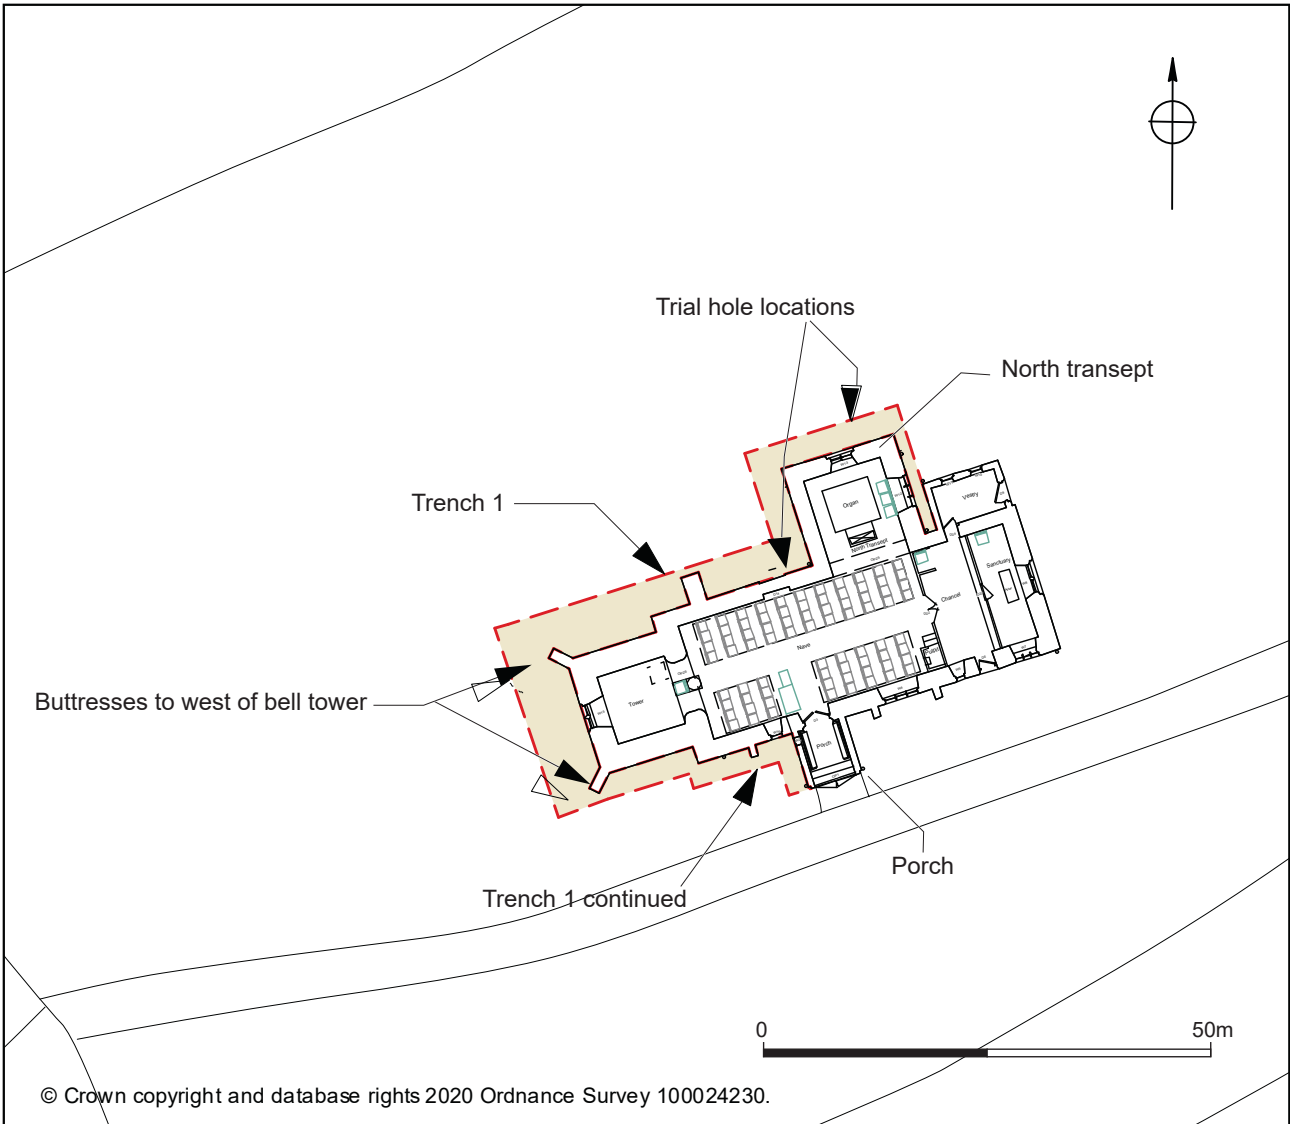 Trial hole locations
North transept
Trench 1
Vestry
Organ
North Transept
Sanctuary
Chancel
Nave
Pulpit
Buttresses to west of bell tower
Tower
Porch
Porch
Trench 1 continued
0
50m
© Crown copyright and database rights 2020 Ordnance Survey 100024230.